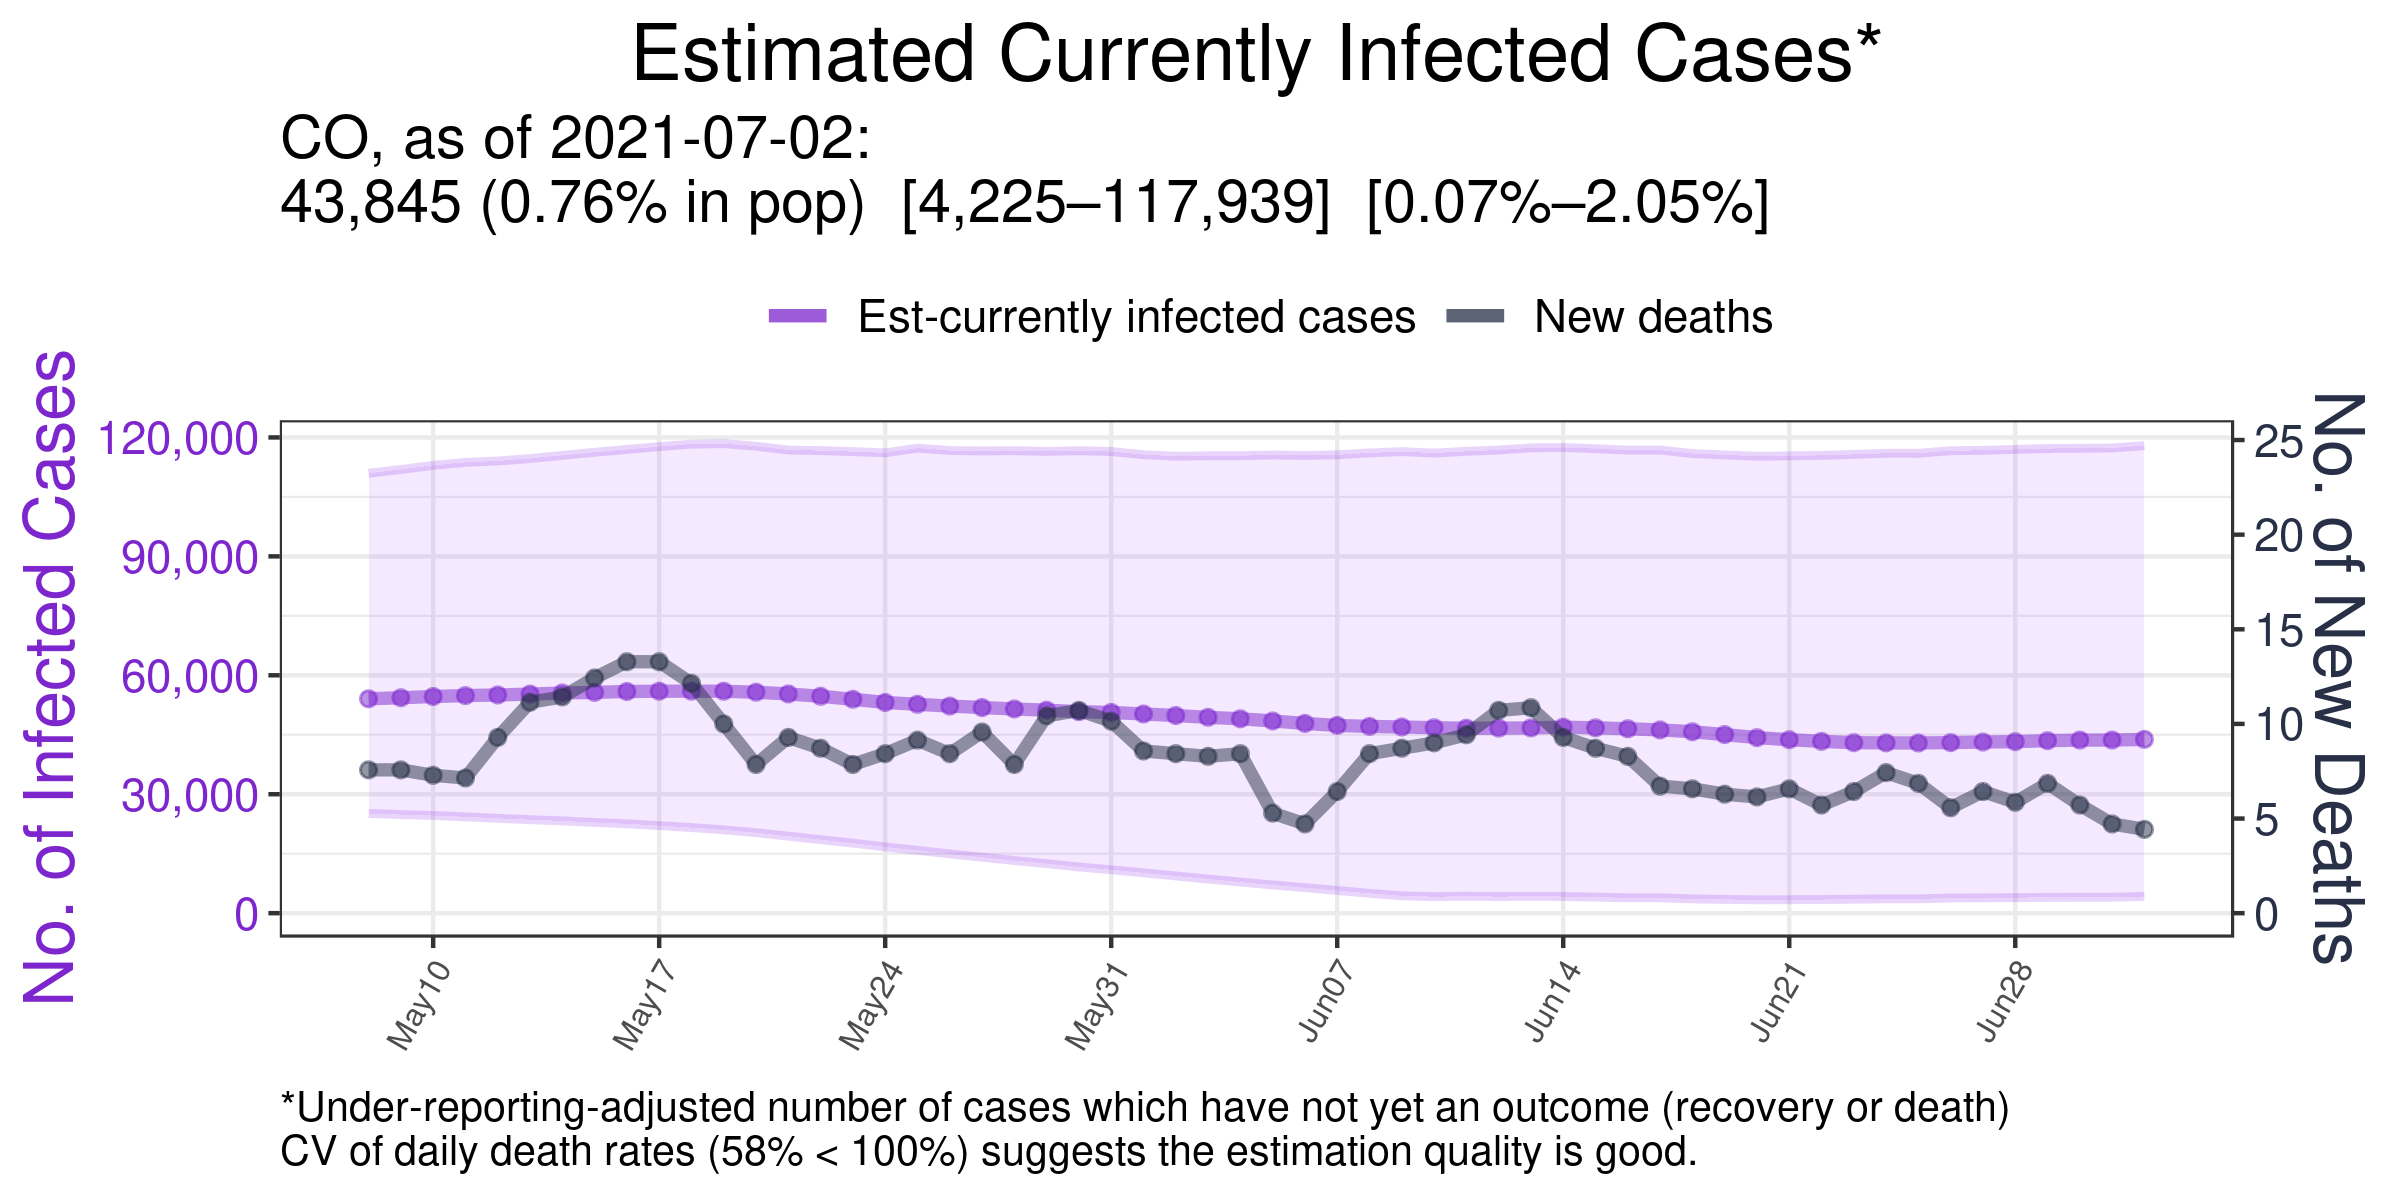 Estimated Currently Infected Cases*
CO, as of 2021-07-02:
43,845 (0.76% in pop)  [4,225–117,939]  [0.07%–2.05%]
Est-currently infected cases
New deaths
No. of Infected Cases
120,000
90,000
60,000
30,000
0
25
20
15
10
5
0
No. of New Deaths
May10
May17
May24
May31
Jun07
Jun14
Jun21
Jun28
*Under-reporting-adjusted number of cases which have not yet an outcome (recovery or death)
CV of daily death rates (58% < 100%) suggests the estimation quality is good.